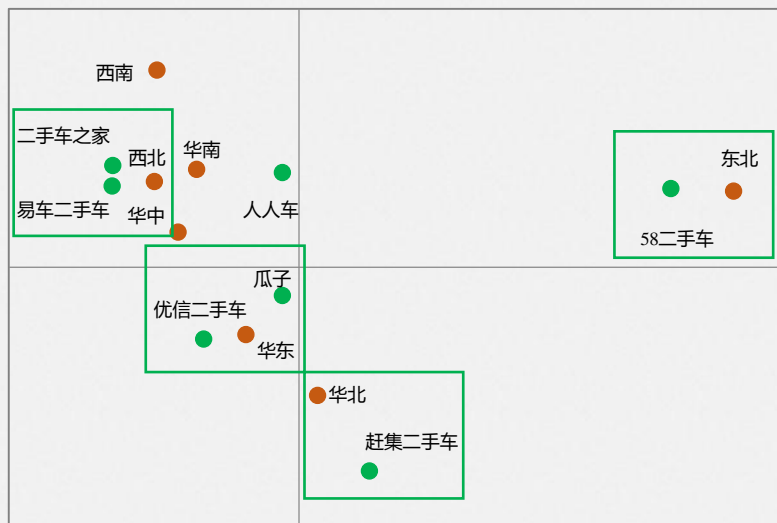 西南
二手车之家
西北
华南
东北
易车二手车
华中
人人车
58二手车
瓜子
优信二手车
华东
华北
赶集二手车